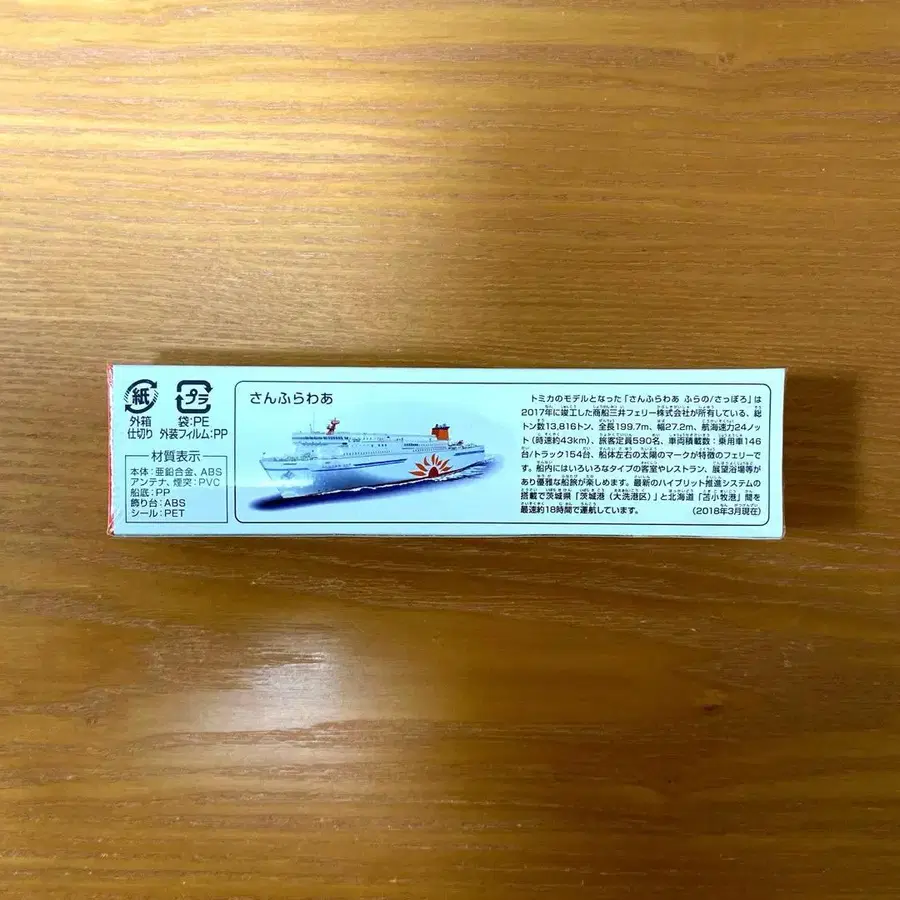 紙
外箱
仕切り
プラ
袋:PE
外装フィルム:PP
材質表示
本体:亜鉛合金、ABS
アンテナ、煙突:PVC
船底:PP
飾り台:ABS
シール:PET
さんふらわあ
トミカのモデルとなった「さんふらわあ ふらの/さっぽろ」は
2017年に竣工した商船三井フェリー株式会社が所有している、総
トン数13,816トン、全長199.7m、幅27.2m、航海速力24ノッ
ト(時速約43km)、旅客定員590名、車両積載数:乗用車146
台/トラック154台、船体左右の太陽のマークが特徴のフェリーで
す。船内にはいろいろなタイプの客室やレストラン、展望浴場等が
あり優雅な船旅が楽しめます。最新のハイブリット推進システムの
搭載で茨城県「茨城港(大洗港区)」と北海道「苫小牧港」間を
最速約18時間で運航しています。
(2018年3月現在)